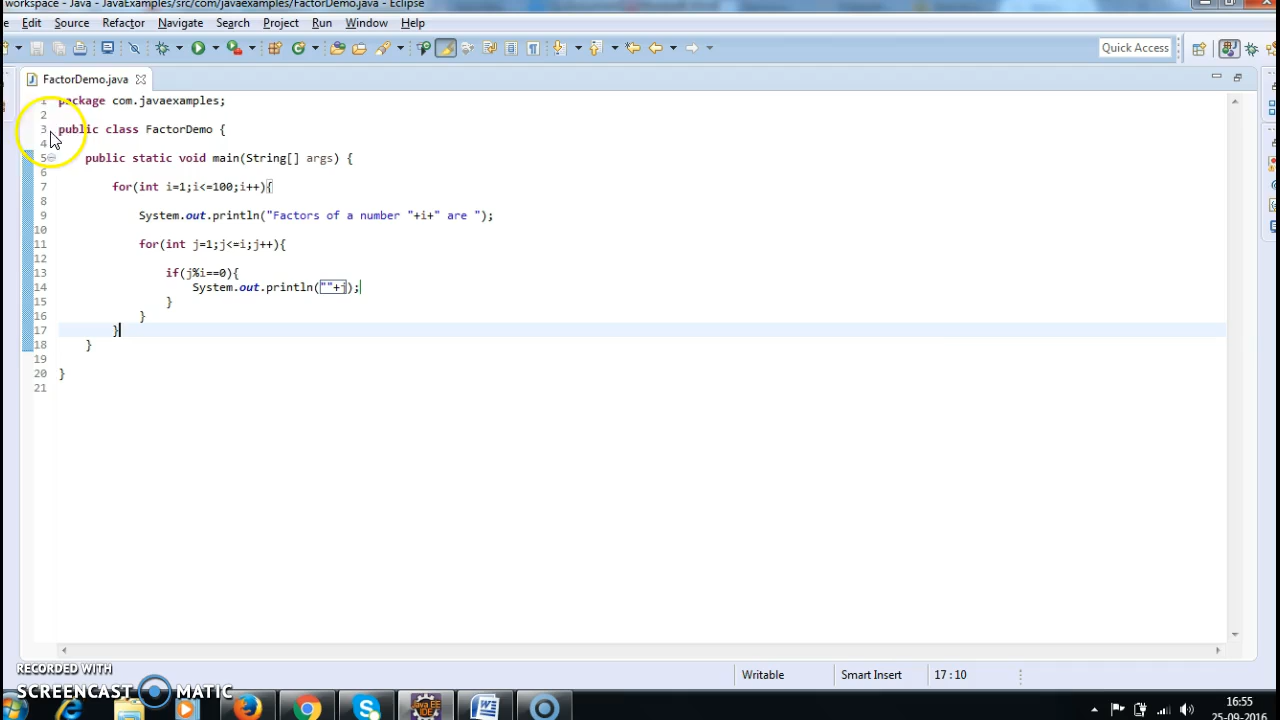 workspace - Java - JavaExamples/src/com/javaexamples/FactorDemo.java - Eclipse
Edit Source Refactor Navigate Search Project Run Window Help
Quick Access
FactorDemo.java
1 package com.javaexamples;
2
3 public class FactorDemo {
4
5 public static void main(String[] args) {
6
7 for(int i=1;i<=100;i++){
8
9 System.out.println("Factors of a number "+i+" are ");
10
11 for(int j=1;j<=i;j++){
12
13 if(j%i==0){
14 System.out.println(""+j);
15 }
16 }
17 }
18 }
19
20 }
21
Writable Smart Insert 17 : 10
RECORDED WITH
SCREENCAST MATIC
Java EE
IDE
16:55
25-09-2016